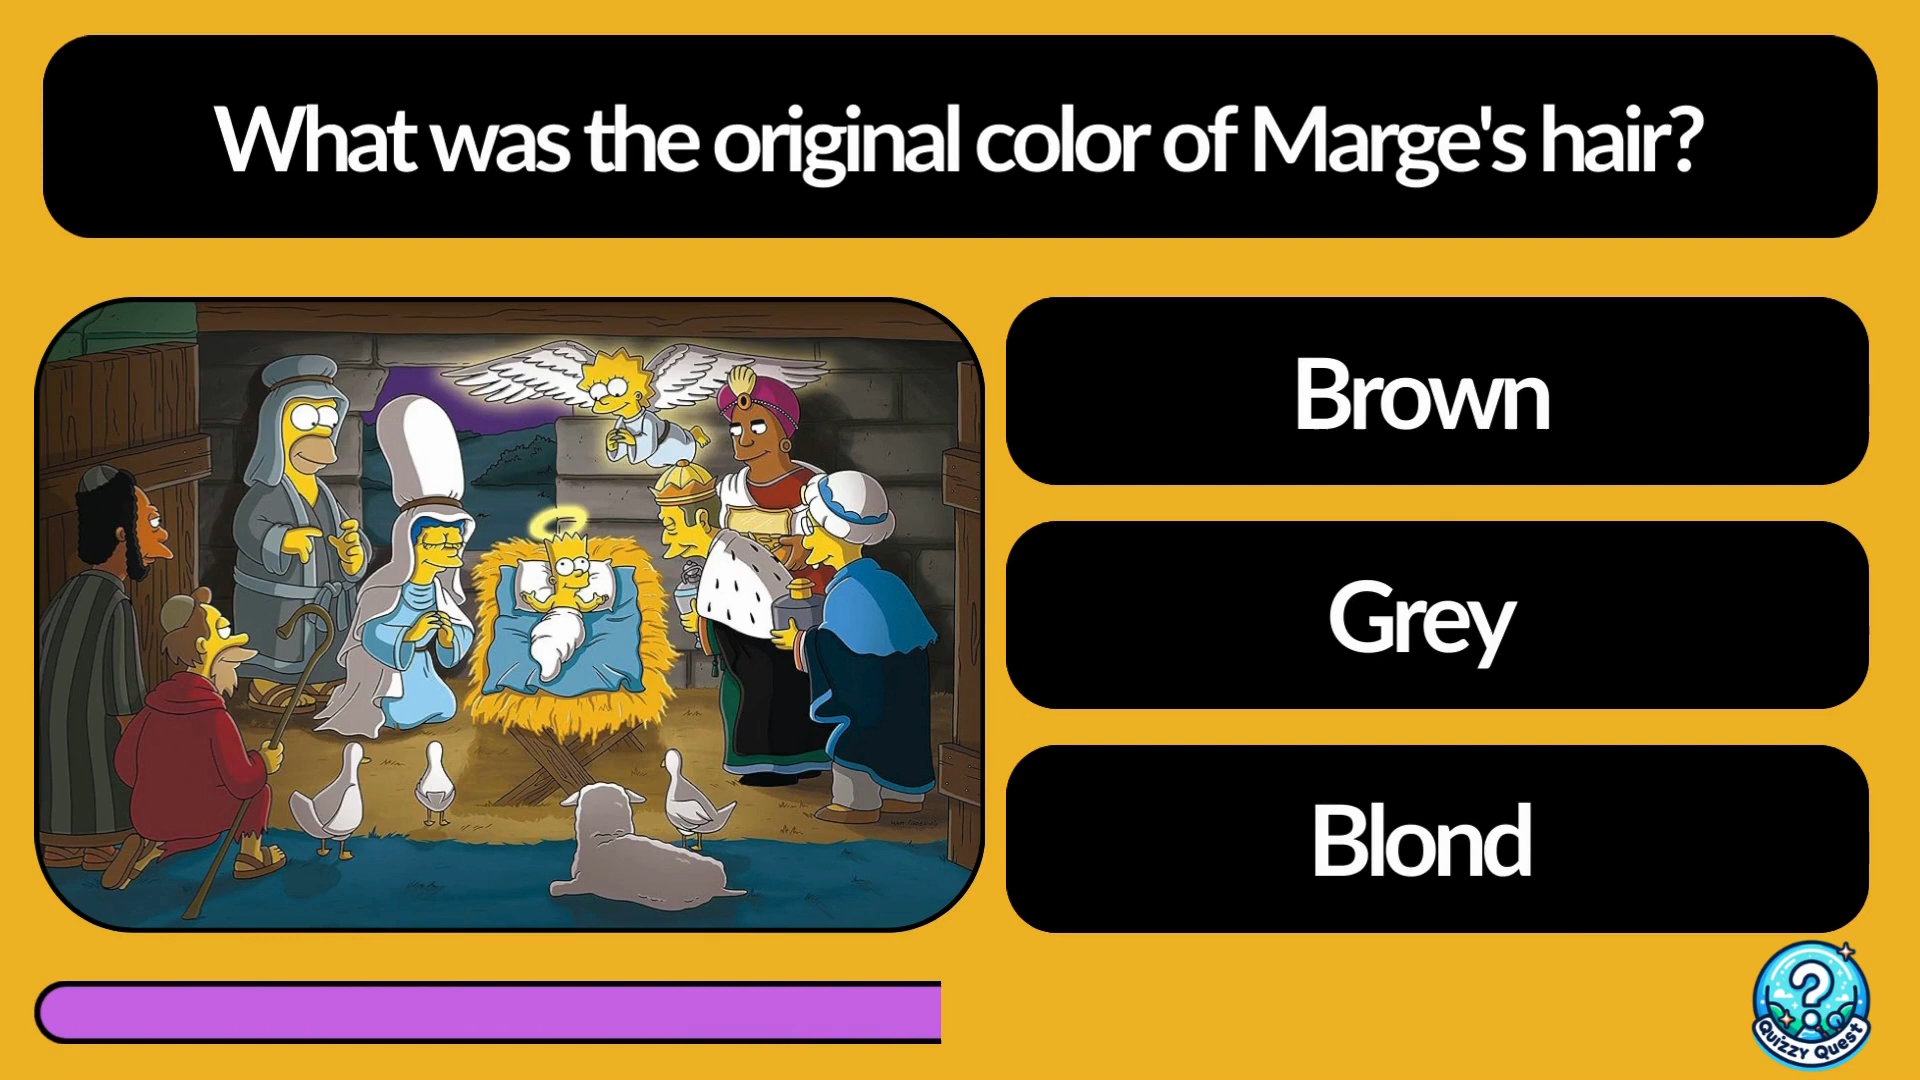 What was the original color of Marge's hair?
Brown
Grey
Blond
Quizzy Quest